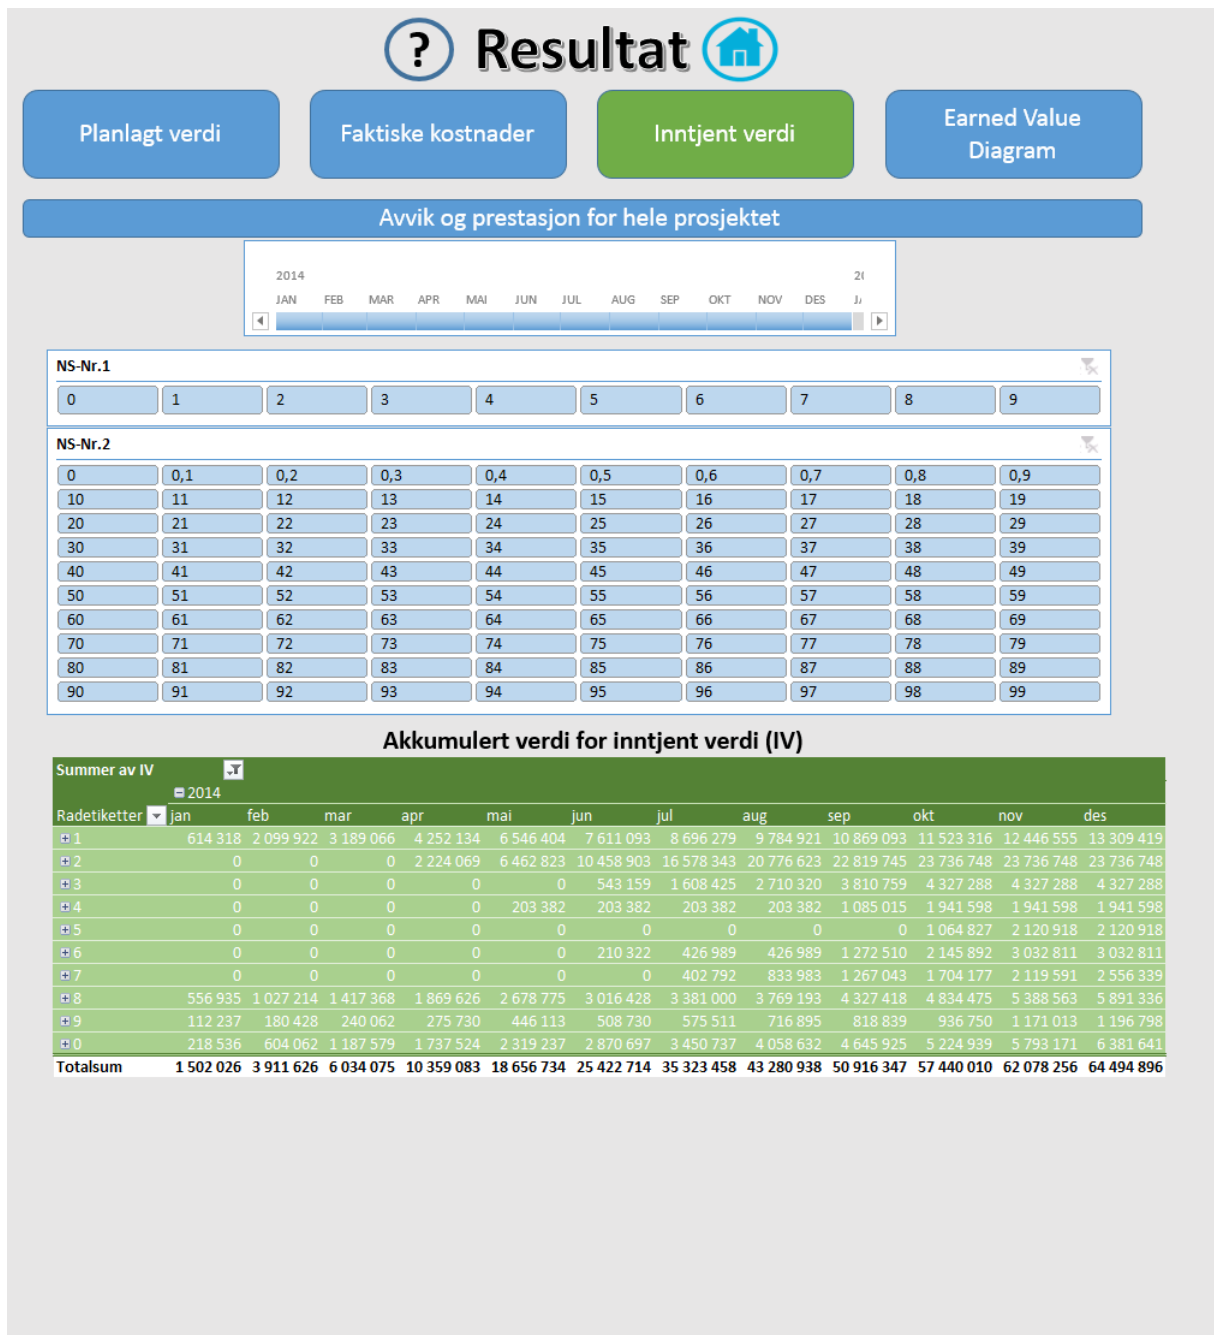 ? Resultat
Planlagt verdi Faktiske kostnader Inntjent verdi Earned Value Diagram
Avvik og prestasjon for hele prosjektet
2014 20
JAN FEB MAR APR MAI JUN JUL AUG SEP OKT NOV DES J
NS-Nr.1
0 1 2 3 4 5 6 7 8 9
NS-Nr.2
0 0,1 0,2 0,3 0,4 0,5 0,6 0,7 0,8 0,9
10 11 12 13 14 15 16 17 18 19
20 21 22 23 24 25 26 27 28 29
30 31 32 33 34 35 36 37 38 39
40 41 42 43 44 45 46 47 48 49
50 51 52 53 54 55 56 57 58 59
60 61 62 63 64 65 66 67 68 69
70 71 72 73 74 75 76 77 78 79
80 81 82 83 84 85 86 87 88 89
90 91 92 93 94 95 96 97 98 99
Akkumulert verdi for inntjent verdi (IV)
Summer av IV
2014
Radetiketter jan feb mar apr mai jun jul aug sep okt nov des
1 614 318 2 099 922 3 189 066 4 252 134 6 546 404 7 611 093 8 696 279 9 784 921 10 869 093 11 523 316 12 446 555 13 309 419
2 0 0 0 2 224 069 6 462 823 10 458 903 16 578 343 20 776 623 22 819 745 23 736 748 23 736 748 23 736 748
3 0 0 0 0 0 543 159 1 608 425 2 710 320 3 810 759 4 327 288 4 327 288 4 327 288
4 0 0 0 0 203 382 203 382 203 382 203 382 1 085 015 1 941 598 1 941 598 1 941 598
5 0 0 0 0 0 0 0 0 0 1 064 827 2 120 918 2 120 918
6 0 0 0 0 0 210 322 426 989 426 989 1 272 510 2 145 892 3 032 811 3 032 811
7 0 0 0 0 0 0 402 792 833 983 1 267 043 1 704 177 2 119 591 2 556 339
8 556 935 1 027 214 1 417 368 1 869 626 2 678 775 3 016 428 3 381 000 3 769 193 4 327 418 4 834 475 5 388 563 5 891 336
9 112 237 180 428 240 062 275 730 446 113 508 730 575 511 716 895 818 839 936 750 1 171 013 1 196 798
0 218 536 604 062 1 187 579 1 737 524 2 319 237 2 870 697 3 450 737 4 058 632 4 645 925 5 224 939 5 793 171 6 381 641
Totalsum 1 502 026 3 911 626 6 034 075 10 359 083 18 656 734 25 422 714 35 323 458 43 280 938 50 916 347 57 440 010 62 078 256 64 494 896